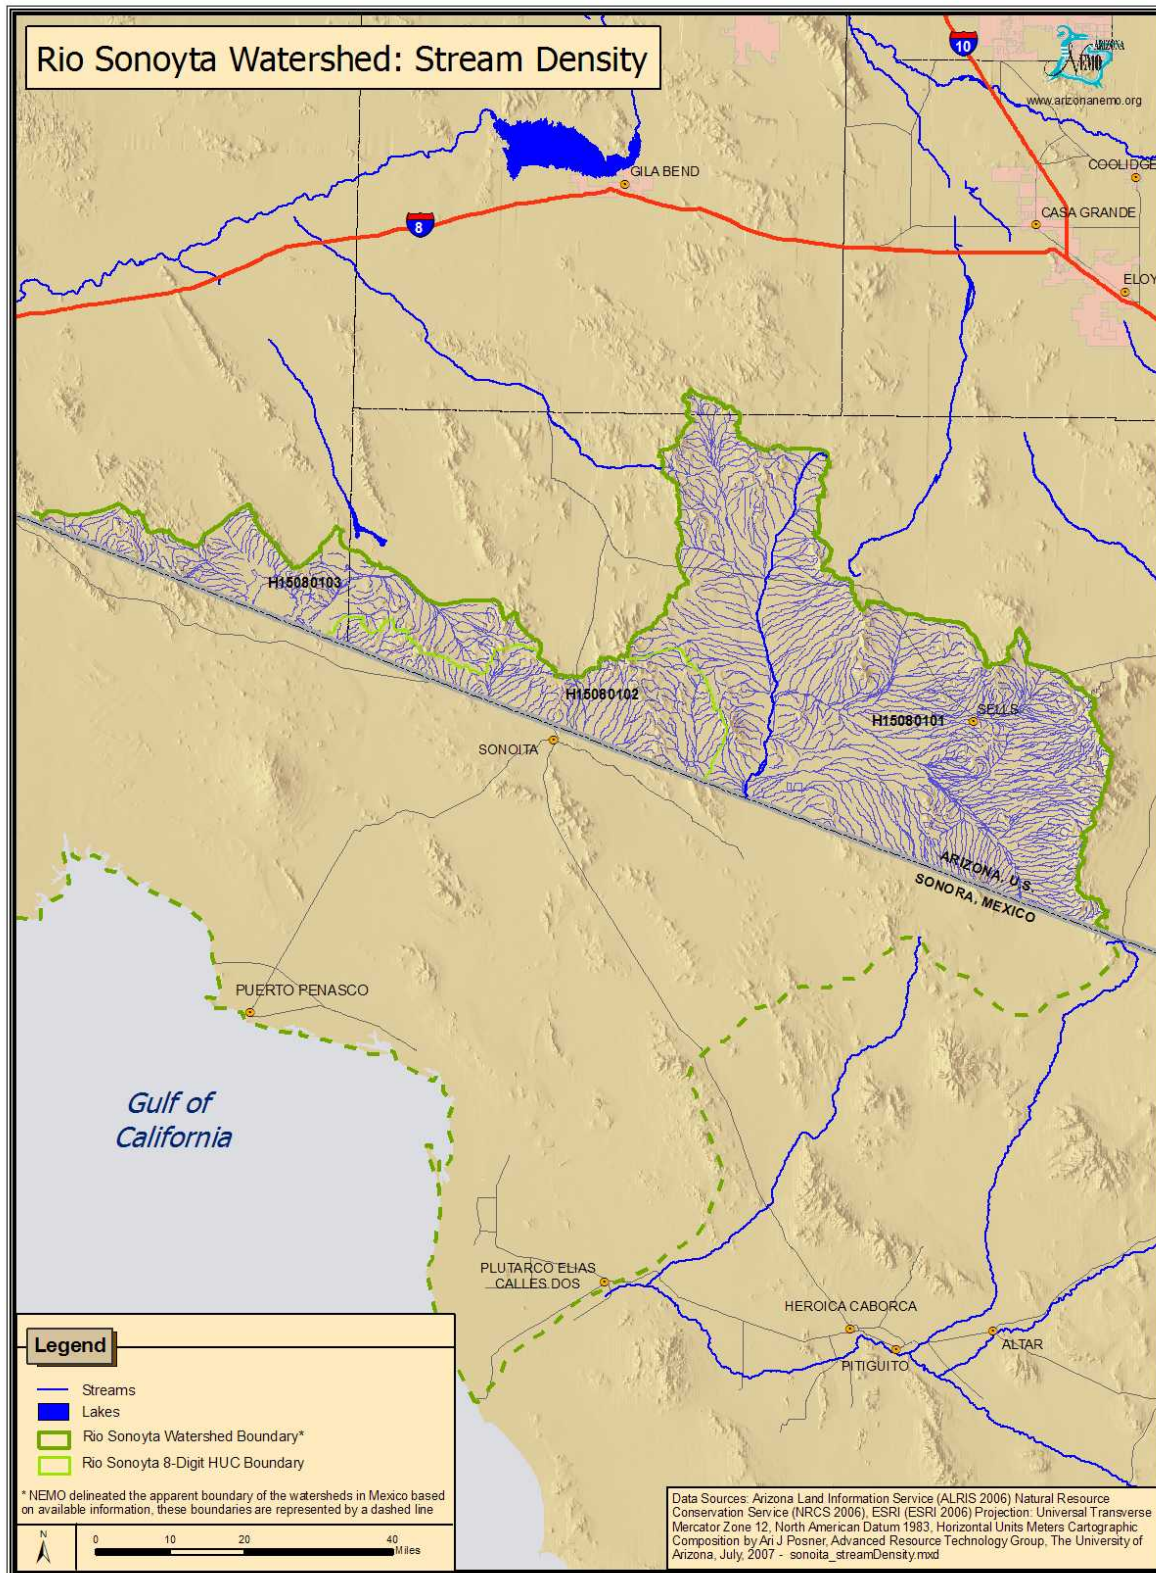 Rio Sonoyta Watershed: Stream Density
10
ARIZONA
NEMO
www.arizonanemo.org
GILA BEND
COOLIDGE
8
CASA GRANDE
ELOY
H15080103
H15080102
H15080101
SELLS
SONOITA
ARIZONA, U.S.
SONORA, MEXICO
PUERTO PENASCO
Gulf of
California
PLUTARCO ELIAS
CALLES DOS
HEROICA CABORCA
PITIGUITO
ALTAR
Legend
Streams
Lakes
Rio Sonoyta Watershed Boundary*
Rio Sonoyta 8-Digit HUC Boundary
* NEMO delineated the apparent boundary of the watersheds in Mexico based
on available information, these boundaries are represented by a dashed line
N
0 10 20 40
Miles
Data Sources: Arizona Land Information Service (ALRIS 2006) Natural Resource
Conservation Service (NRCS 2006), ESRI (ESRI 2006) Projection: Universal Transverse
Mercator Zone 12, North American Datum 1983, Horizontal Units Meters Cartographic
Composition by Ari J Posner, Advanced Resource Technology Group, The University of
Arizona, July, 2007 - sonoita_streamDensity.mxd